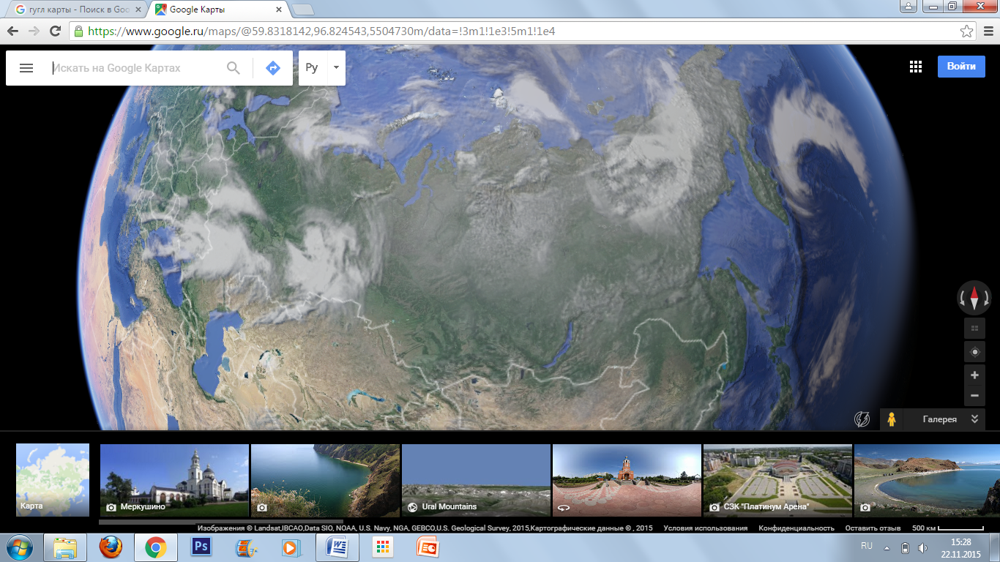 гугл карты - Поиск в Goo
Google Карты
https://www.google.ru/maps/@59.8318142,96.824543,5504730m/data=!3m1!1e3!5m1!1e4
Искать на Google Картах
Ру
Войти
Галерея
Карта
Меркушино
Ural Mountains
СЗК "Платинум Арена"
Изображения © Landsat,IBCAO,Data SIO, NOAA, U.S. Navy, NGA, GEBCO,U.S. Geological Survey, 2015,Картографические данные © , 2015 Условия использования Конфиденциальность Оставить отзыв 500 км
Ps
W
P
RU
15:28
22.11.2015